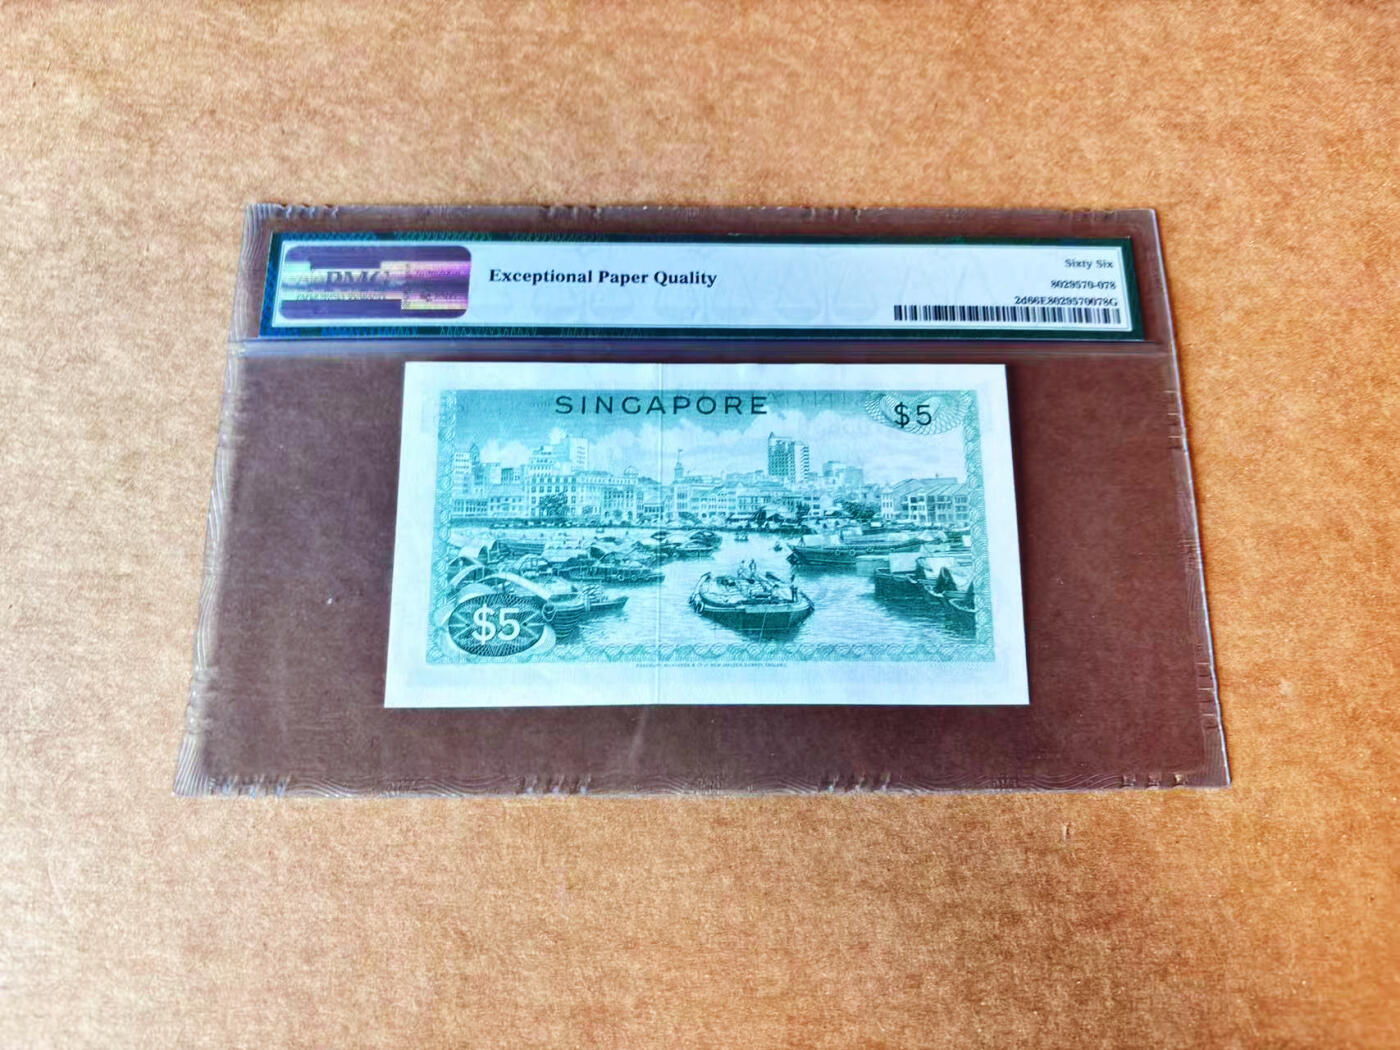 PMG
Exceptional Paper Quality
Sixty Six
8029570-078
2d66E8029570078G
SINGAPORE
$5
$5